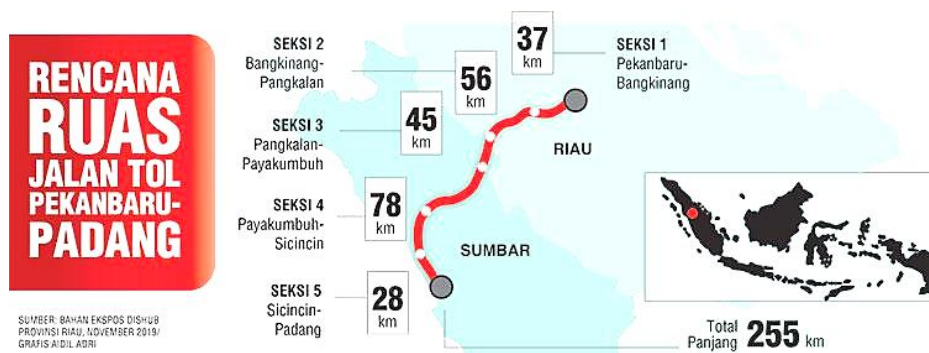 RENCANA
RUAS
JALAN TOL
PEKANBARU-
PADANG
SUMBER: BAHAN EKSPOS DISHUB
PROVINSI RIAU, NOVEMBER 2019/
GRAFIS AIDIL ADRI
SEKSI 1
Pekanbaru-
Bangkinang
37
km
SEKSI 2
Bangkinang-
Pangkalan
56
km
SEKSI 3
Pangkalan-
Payakumbuh
45
km
SEKSI 4
Payakumbuh-
Sicincin
78
km
SEKSI 5
Sicincin-
Padang
28
km
RIAU
SUMBAR
Total
Panjang 255 km